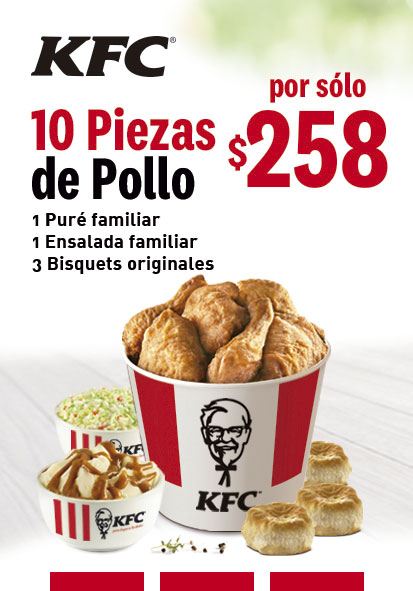 KFC®
por sólo
10 Piezas
$258
de Pollo
1 Puré familiar
1 Ensalada familiar
3 Bisquets originales
KFC
KFC
KFC